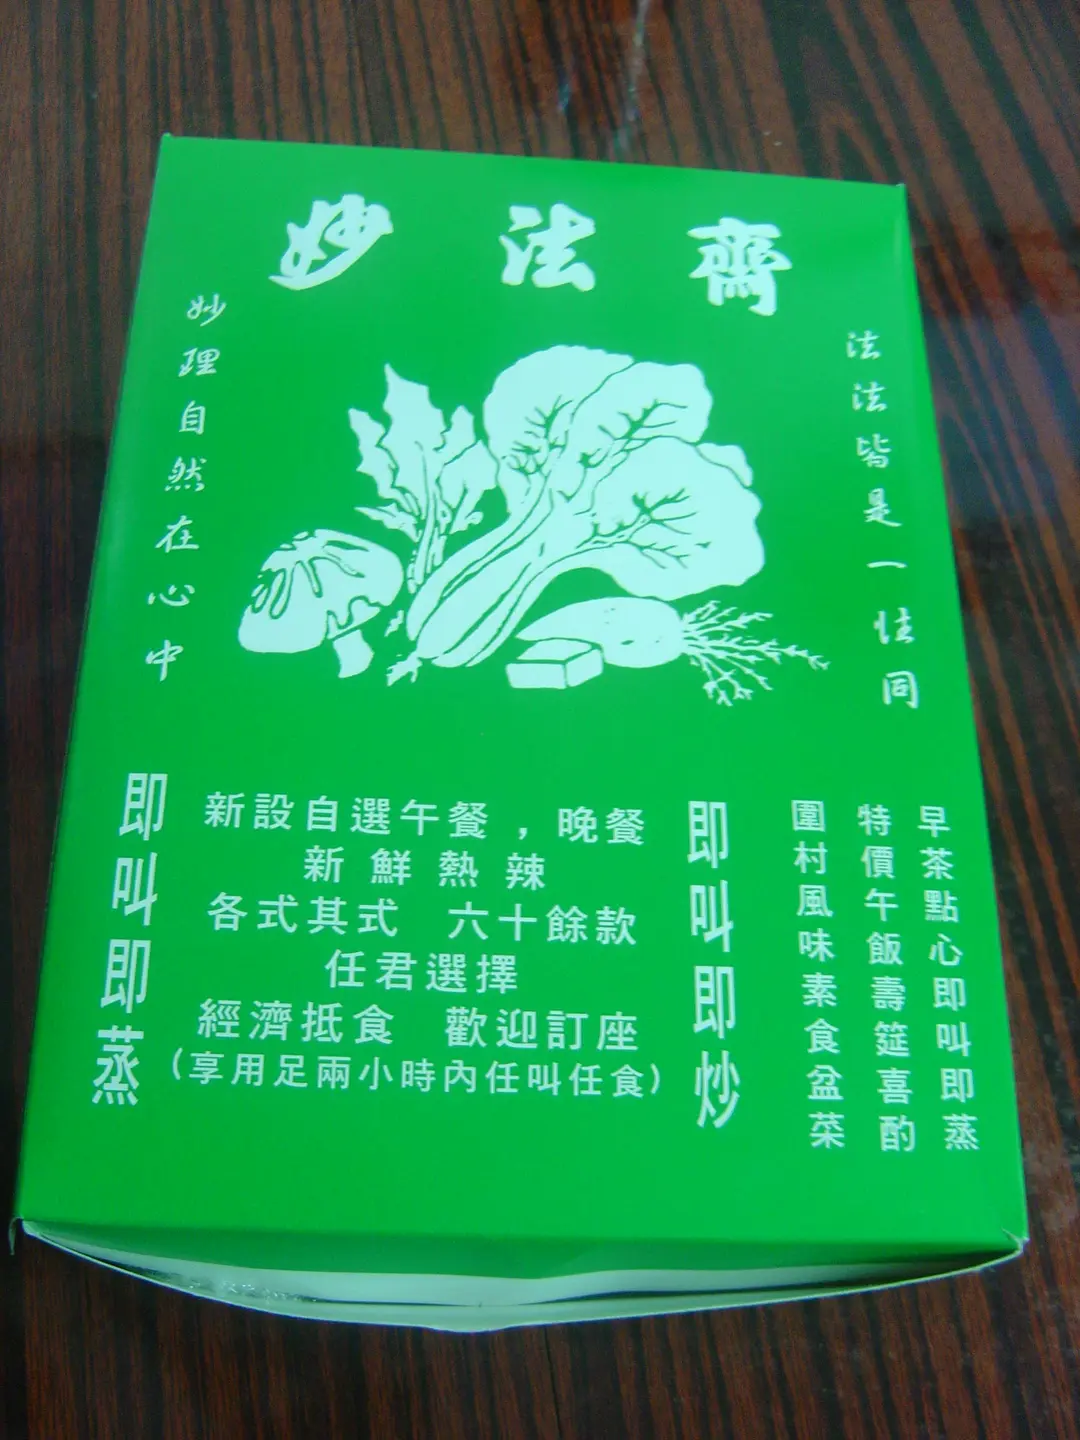 妙法齋
法法皆是一性同
妙理自然在心中
早茶點心即叫即蒸
特價午飯壽筵喜酌
圍村風味素食盆菜
即叫即炒
新設自選午餐，晚餐
新鮮熱辣
各式其式 六十餘款
任君選擇
經濟抵食 歡迎訂座
(享用足兩小時內任叫任食)
即叫即蒸